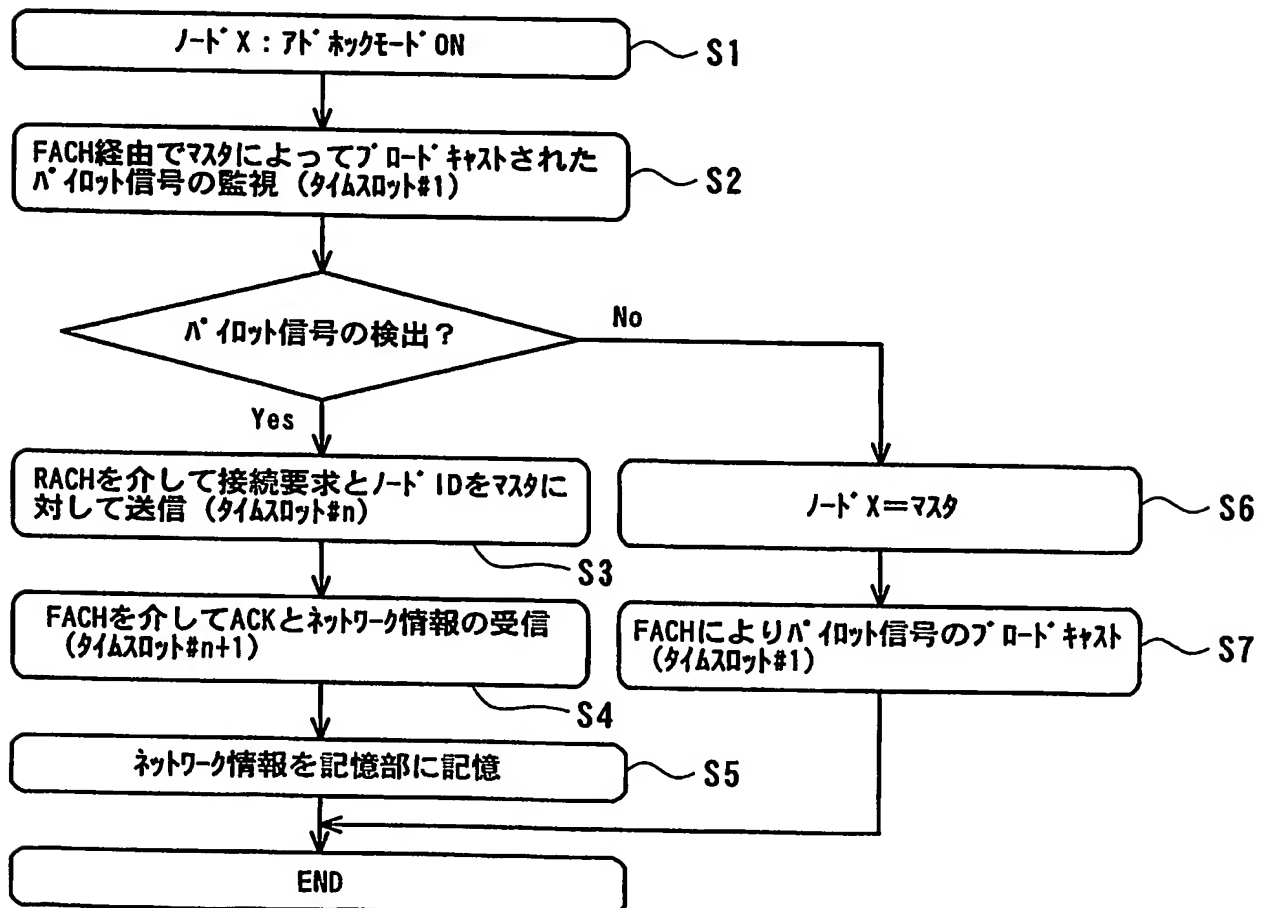 ノードX：アドホックモードON
S1
FACH経由でマスタによってブロードキャストされた
パイロット信号の監視（タイムスロット#1）
S2
パイロット信号の検出？
No
Yes
RACHを介して接続要求とノードIDをマスタに
対して送信（タイムスロット#n）
S3
ノードX＝マスタ
S6
FACHを介してACKとネットワーク情報の受信
（タイムスロット#n+1）
S4
FACHによりパイロット信号のブロードキャスト
（タイムスロット#1）
S7
ネットワーク情報を記憶部に記憶
S5
END